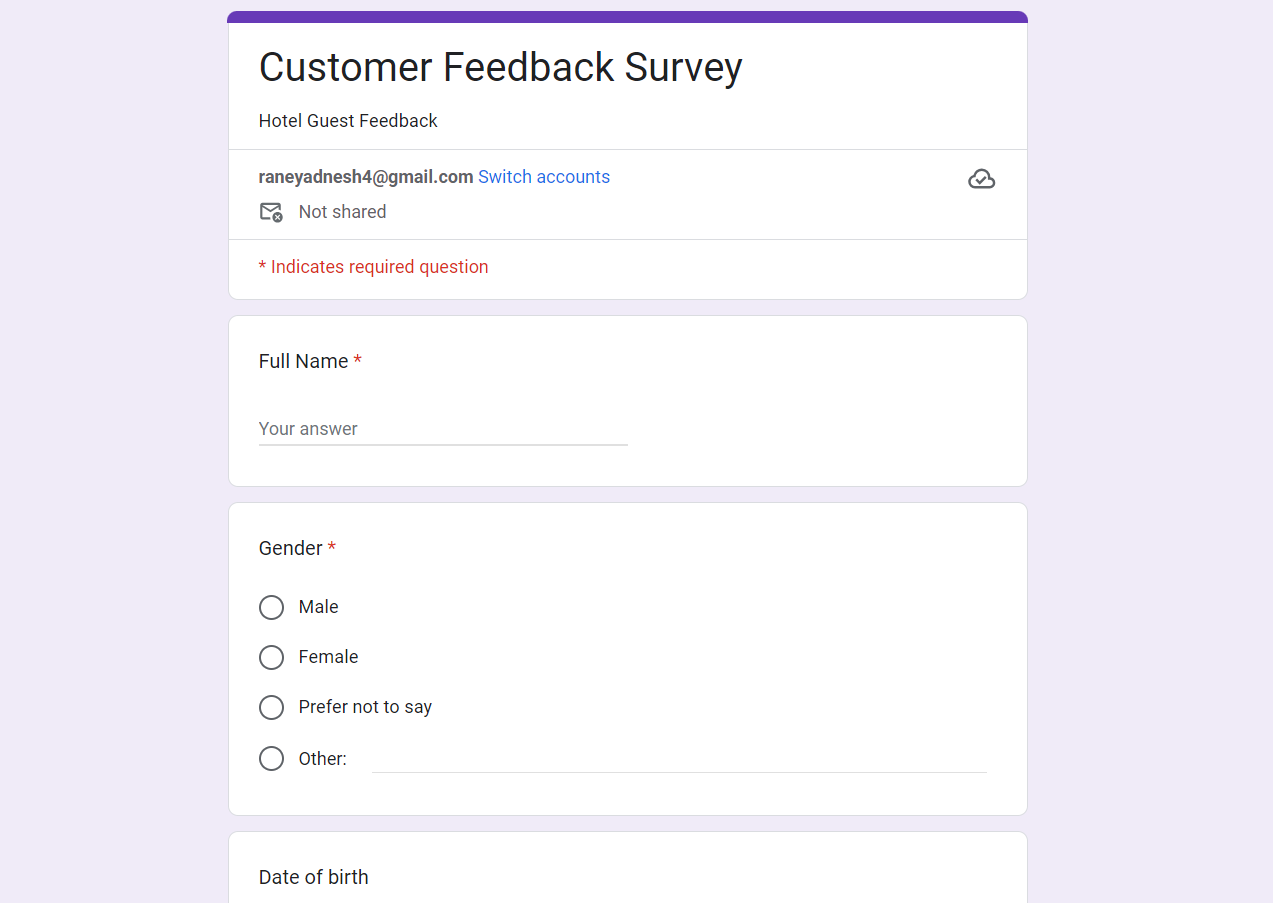 Customer Feedback Survey
Hotel Guest Feedback
raneyadnesh4@gmail.com Switch accounts
Not shared
* Indicates required question
Full Name *
Your answer
Gender *
Male
Female
Prefer not to say
Other:
Date of birth